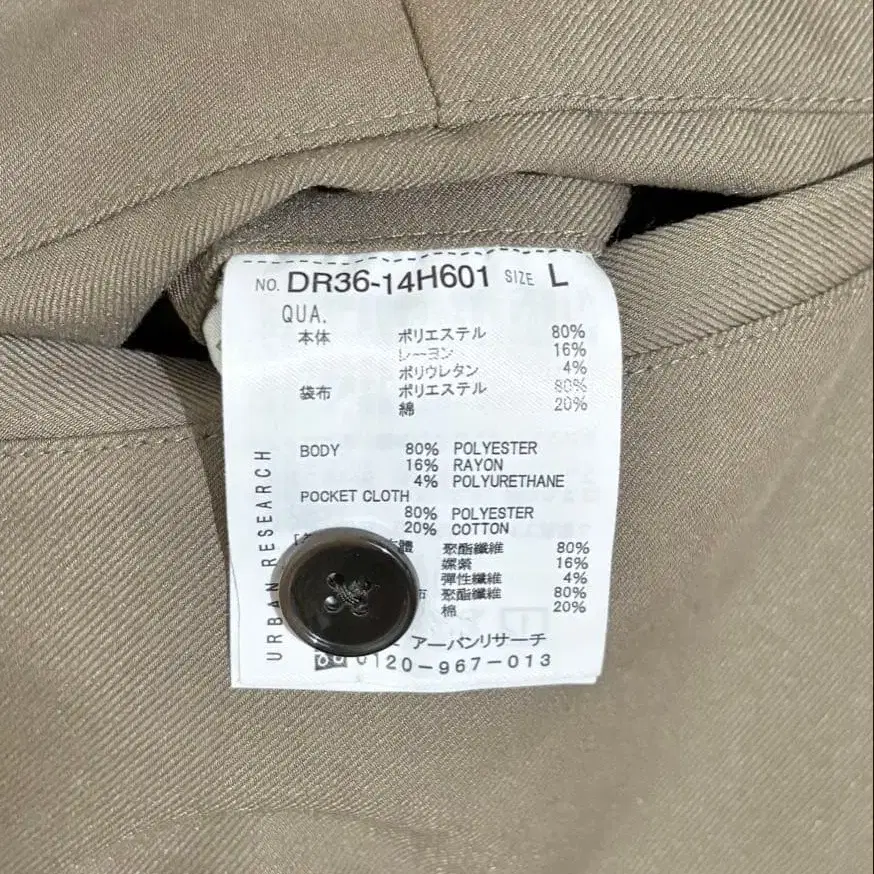 NO. DR36-14H601 SIZE L
QUA.
本体 ポリエステル 80%
レーヨン 16%
ポリウレタン 4%
袋布 ポリエステル 80%
綿 20%
BODY 80% POLYESTER
16% RAYON
4% POLYURETHANE
POCKET CLOTH
80% POLYESTER
20% COTTON
聚酯纖維 80%
嫘縈 16%
彈性纖維 4%
聚酯纖維 80%
棉 20%
アーバンリサーチ
0120-967-013
URBAN RESEARCH